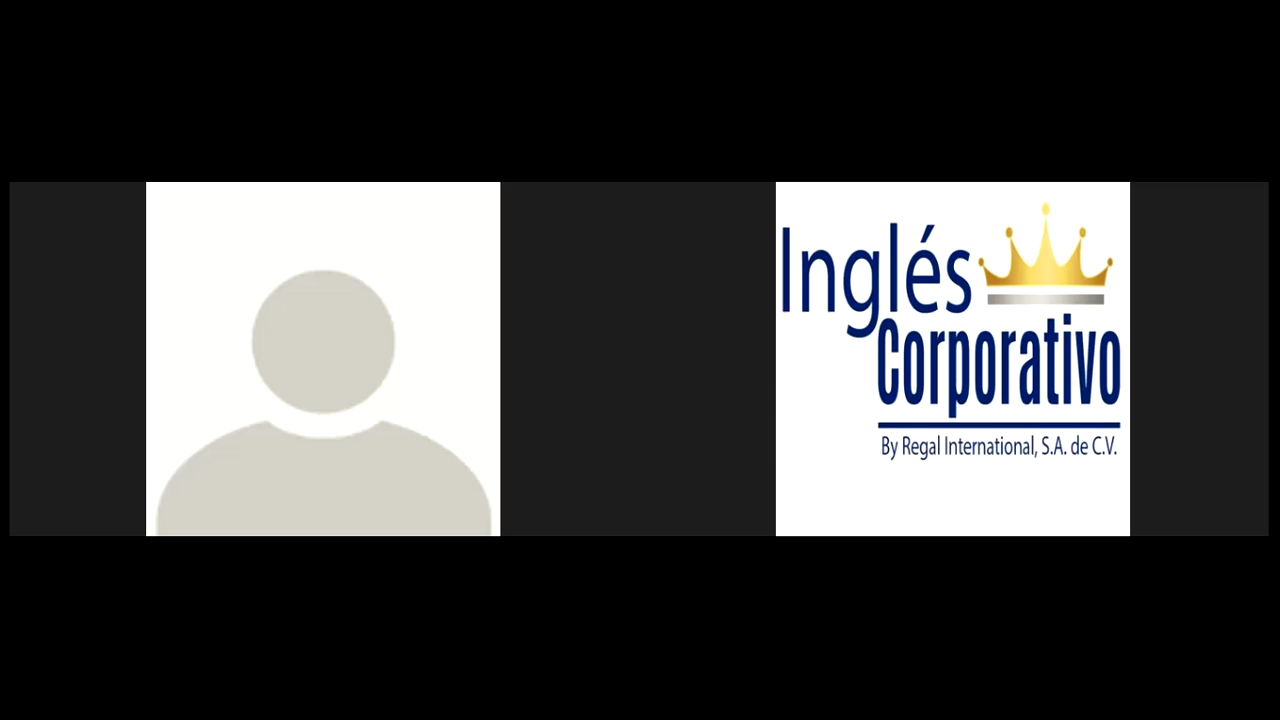 Inglés
Corporativo
By Regal International, S.A. de C.V.